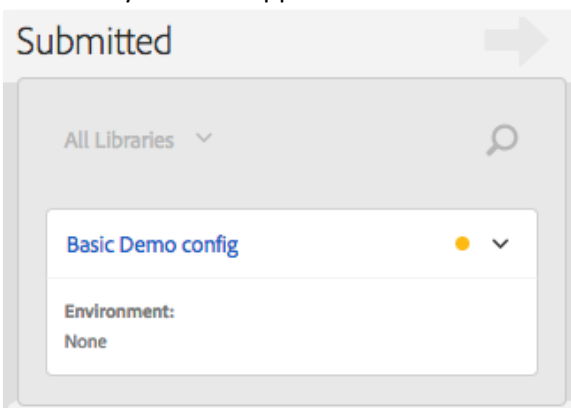 Submitted
All Libraries
Basic Demo config
Environment:
None